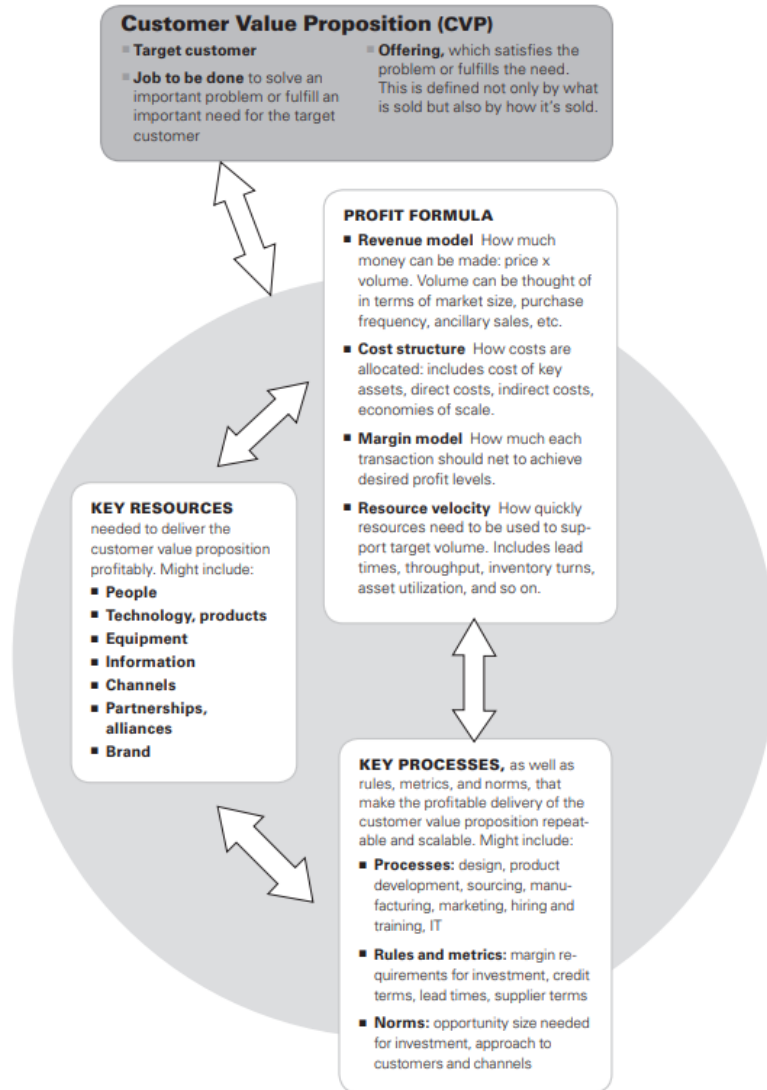 Customer Value Proposition (CVP)
▪ Target customer
▪ Job to be done to solve an
important problem or fulfill an
important need for the target
customer
▪ Offering, which satisfies the
problem or fulfills the need.
This is defined not only by what
is sold but also by how it’s sold.
PROFIT FORMULA
▪ Revenue model How much
money can be made: price x
volume. Volume can be thought of
in terms of market size, purchase
frequency, ancillary sales, etc.
▪ Cost structure How costs are
allocated: includes cost of key
assets, direct costs, indirect costs,
economies of scale.
▪ Margin model How much each
transaction should net to achieve
desired profit levels.
▪ Resource velocity How quickly
resources need to be used to sup-
port target volume. Includes lead
times, throughput, inventory turns,
asset utilization, and so on.
KEY RESOURCES
needed to deliver the
customer value proposition
profitably. Might include:
▪ People
▪ Technology, products
▪ Equipment
▪ Information
▪ Channels
▪ Partnerships,
alliances
▪ Brand
KEY PROCESSES, as well as
rules, metrics, and norms, that
make the profitable delivery of the
customer value proposition repeat-
able and scalable. Might include:
▪ Processes: design, product
development, sourcing, manu-
facturing, marketing, hiring and
training, IT
▪ Rules and metrics: margin re-
quirements for investment, credit
terms, lead times, supplier terms
▪ Norms: opportunity size needed
for investment, approach to
customers and channels